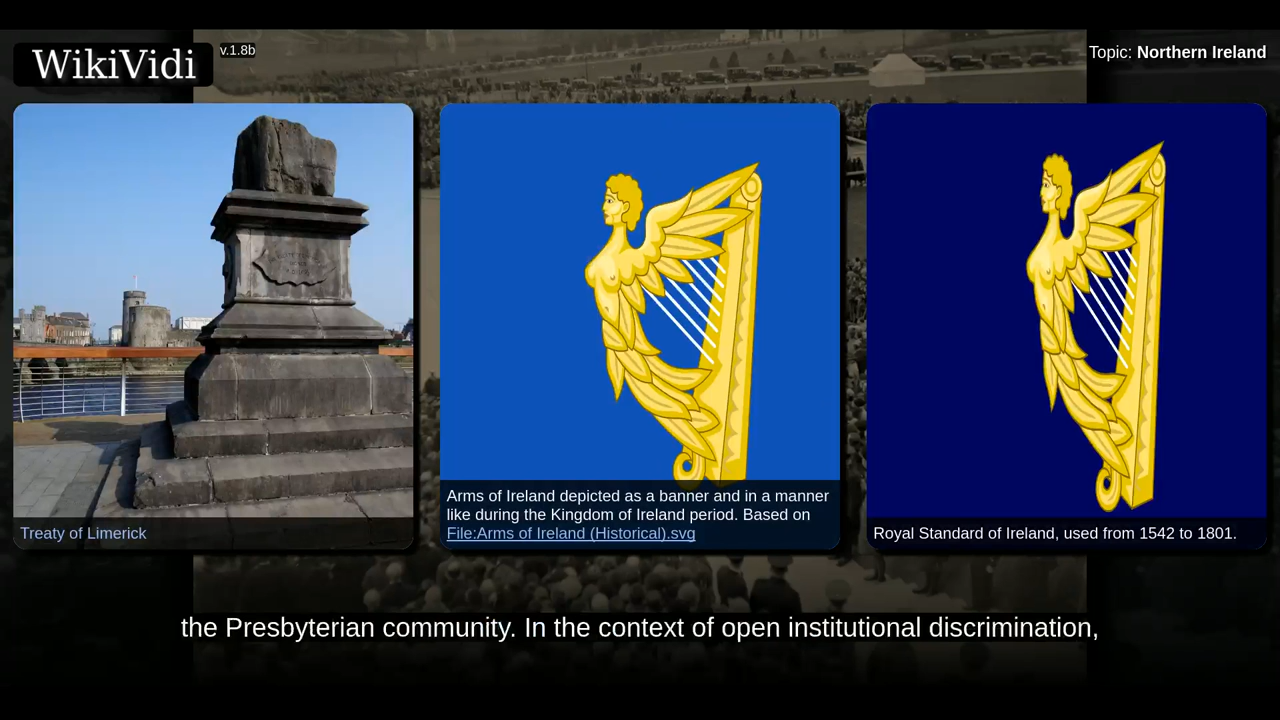 WikiVidi
v.1.8b
Topic: Northern Ireland
Treaty of Limerick
Arms of Ireland depicted as a banner and in a manner
like during the Kingdom of Ireland period. Based on
File:Arms of Ireland (Historical).svg
Royal Standard of Ireland, used from 1542 to 1801.
the Presbyterian community. In the context of open institutional discrimination,